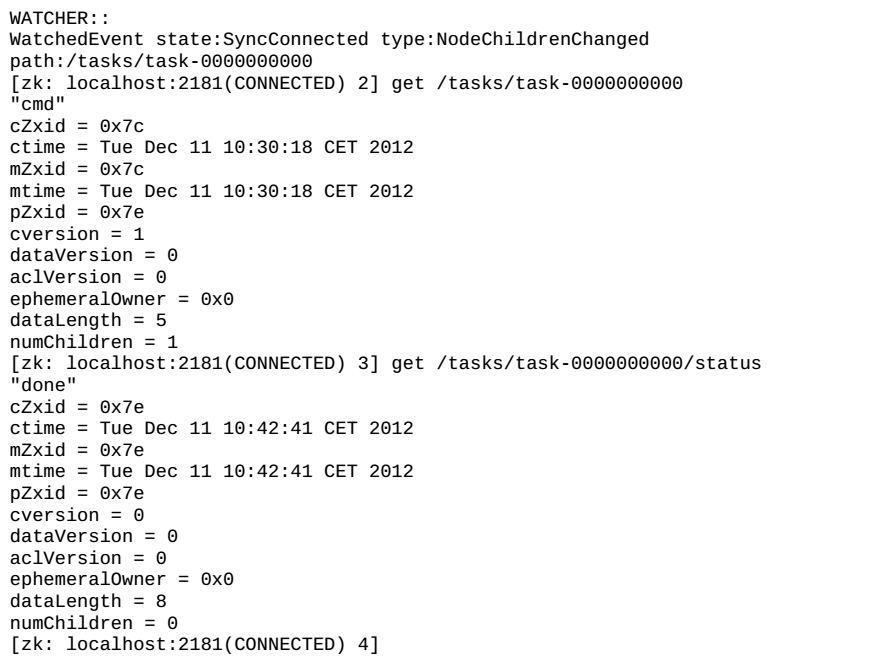 WATCHER::
WatchedEvent state:SyncConnected type:NodeChildrenChanged
path:/tasks/task-0000000000
[zk: localhost:2181(CONNECTED) 2] get /tasks/task-0000000000
"cmd"
cZxid = 0x7c
ctime = Tue Dec 11 10:30:18 CET 2012
mZxid = 0x7c
mtime = Tue Dec 11 10:30:18 CET 2012
pZxid = 0x7e
cversion = 1
dataVersion = 0
aclVersion = 0
ephemeralOwner = 0x0
dataLength = 5
numChildren = 1
[zk: localhost:2181(CONNECTED) 3] get /tasks/task-0000000000/status
"done"
cZxid = 0x7e
ctime = Tue Dec 11 10:42:41 CET 2012
mZxid = 0x7e
mtime = Tue Dec 11 10:42:41 CET 2012
pZxid = 0x7e
cversion = 0
dataVersion = 0
aclVersion = 0
ephemeralOwner = 0x0
dataLength = 8
numChildren = 0
[zk: localhost:2181(CONNECTED) 4]